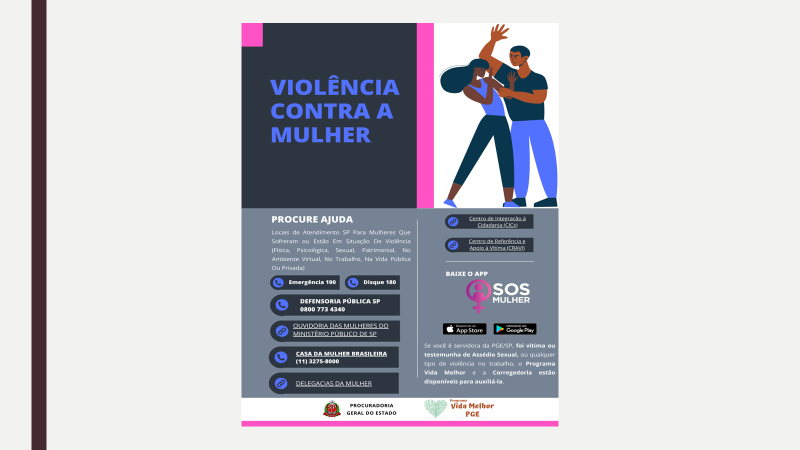 VIOLÊNCIA
CONTRA A
MULHER
PROCURE AJUDA
Locais de Atendimento SP Para Mulheres Que
Sofreram ou Estão Em Situação De Violência
(Física, Psicológica, Sexual, Patrimonial, No
Ambiente Virtual, No Trabalho, Na Vida Pública
Ou Privada)
Emergência 190
Disque 180
DEFENSORIA PÚBLICA SP
0800 773 4340
OUVIDORIA DAS MULHERES DO
MINISTÉRIO PÚBLICO DE SP
CASA DA MULHER BRASILEIRA
(11) 3275-8000
DELEGACIAS DA MULHER
Centro de Integração à
Cidadania (CICs)
Centro de Referência e
Apoio à Vítima (CRAVI)
BAIXE O APP
SOS
MULHER
App Store
Google Play
Se você é servidora da PGE/SP, foi vítima ou
testemunha de Assédio Sexual, ou qualquer
tipo de violência no trabalho, o Programa
Vida Melhor e a Corregedoria estão
disponíveis para auxiliá-la.
PROCURADORIA
GERAL DO ESTADO
Programa
Vida Melhor
PGE